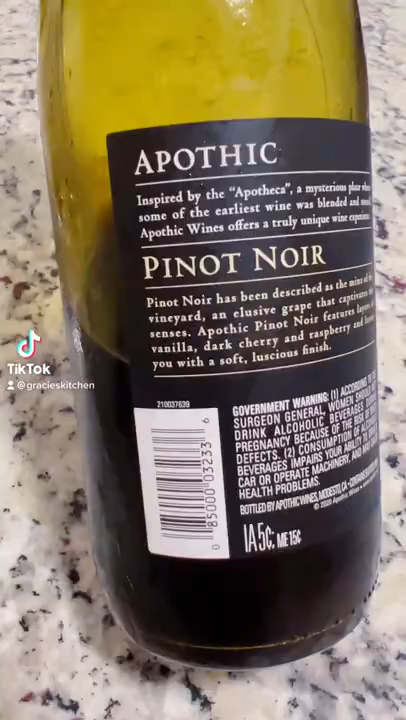 APOTHIC
Inspired by the "Apotheca", a mysterious place where
some of the earliest wine was blended and
Apothic Wines offers a truly unique wine
PINOT NOIR
Pinot Noir has been described as the of
vineyard, an elusive grape that captivates
senses. Apothic Pinot Noir features layers
vanilla, dark cherry and raspberry and
you with a soft, luscious finish.
210037639
GOVERNMENT WARNING: (1) ACCORDING TO
SURGEON GENERAL, WOMEN SHOULD
DRINK ALCOHOLIC BEVERAGES
PREGNANCY BECAUSE OF THE RISK OF
DEFECTS. (2) CONSUMPTION OF
BEVERAGES IMPAIRS YOUR ABILITY TO
CAR OR OPERATE MACHINERY, AND MAY
HEALTH PROBLEMS.
BOTTLED BY APOTHIC WINES, MODESTO, CA • CONTAINS
© 2020 Apothic Wines
IA 5¢, ME 15¢
0 85000 03233 6
TikTok
@gracieskitchen